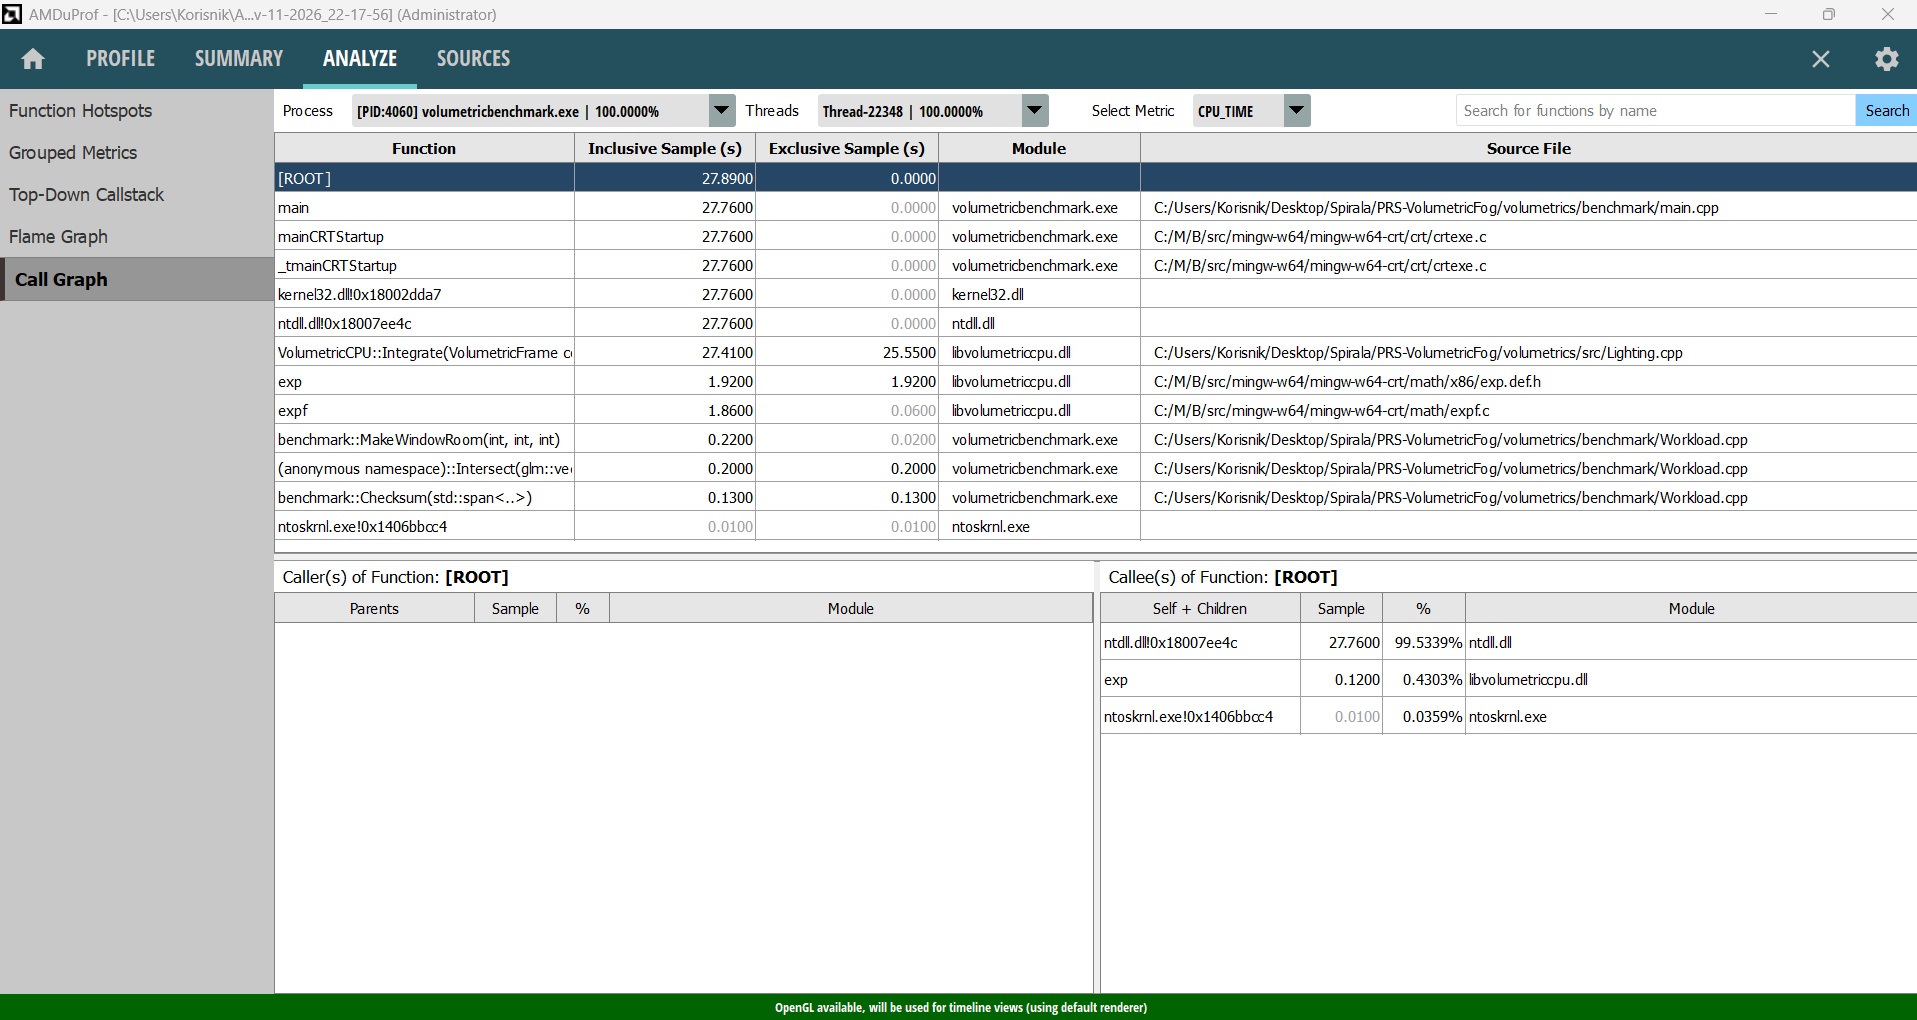 AMDuProf - [C:\Users\Korisnik\A...v-11-2026_22-17-56] (Administrator)
PROFILE SUMMARY ANALYZE SOURCES
Function Hotspots
Grouped Metrics
Top-Down Callstack
Flame Graph
Call Graph
Process [PID:4060] volumetricbenchmark.exe | 100.0000% Threads Thread-22348 | 100.0000% Select Metric CPU_TIME Search for functions by name Search
Function Inclusive Sample (s) Exclusive Sample (s) Module Source File
[ROOT] 27.8900 0.0000
main 27.7600 0.0000 volumetricbenchmark.exe C:/Users/Korisnik/Desktop/Spirala/PRS-VolumetricFog/volumetrics/benchmark/main.cpp
mainCRTStartup 27.7600 0.0000 volumetricbenchmark.exe C:/M/B/src/mingw-w64/mingw-w64-crt/crt/crtexe.c
_tmainCRTStartup 27.7600 0.0000 volumetricbenchmark.exe C:/M/B/src/mingw-w64/mingw-w64-crt/crt/crtexe.c
kernel32.dll!0x18002dda7 27.7600 0.0000 kernel32.dll
ntdll.dll!0x18007ee4c 27.7600 0.0000 ntdll.dll
VolumetricCPU::Integrate(VolumetricFrame co 27.4100 25.5500 libvolumetriccpu.dll C:/Users/Korisnik/Desktop/Spirala/PRS-VolumetricFog/volumetrics/src/Lighting.cpp
exp 1.9200 1.9200 libvolumetriccpu.dll C:/M/B/src/mingw-w64/mingw-w64-crt/math/x86/exp.def.h
expf 1.8600 0.0600 libvolumetriccpu.dll C:/M/B/src/mingw-w64/mingw-w64-crt/math/expf.c
benchmark::MakeWindowRoom(int, int, int) 0.2200 0.0200 volumetricbenchmark.exe C:/Users/Korisnik/Desktop/Spirala/PRS-VolumetricFog/volumetrics/benchmark/Workload.cpp
(anonymous namespace)::Intersect(glm::ve 0.2000 0.2000 volumetricbenchmark.exe C:/Users/Korisnik/Desktop/Spirala/PRS-VolumetricFog/volumetrics/benchmark/Workload.cpp
benchmark::Checksum(std::span<..>) 0.1300 0.1300 volumetricbenchmark.exe C:/Users/Korisnik/Desktop/Spirala/PRS-VolumetricFog/volumetrics/benchmark/Workload.cpp
ntoskrnl.exe!0x1406bbcc4 0.0100 0.0100 ntoskrnl.exe
Caller(s) of Function: [ROOT]
Parents Sample % Module
Callee(s) of Function: [ROOT]
Self + Children Sample % Module
ntdll.dll!0x18007ee4c 27.7600 99.5339% ntdll.dll
exp 0.1200 0.4303% libvolumetriccpu.dll
ntoskrnl.exe!0x1406bbcc4 0.0100 0.0359% ntoskrnl.exe
OpenGL available, will be used for timeline views (using default renderer)